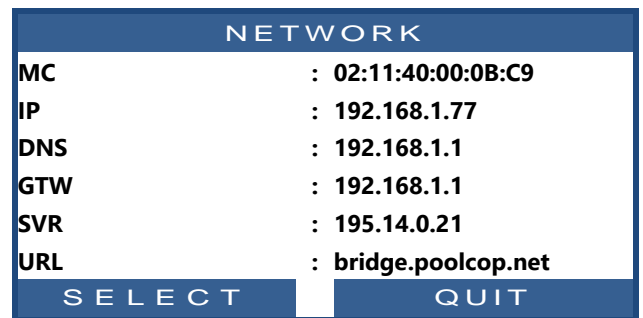 NETWORK
MC : 02:11:40:00:0B:C9
IP : 192.168.1.77
DNS : 192.168.1.1
GTW : 192.168.1.1
SVR : 195.14.0.21
URL : bridge.poolcop.net
SELECT QUIT